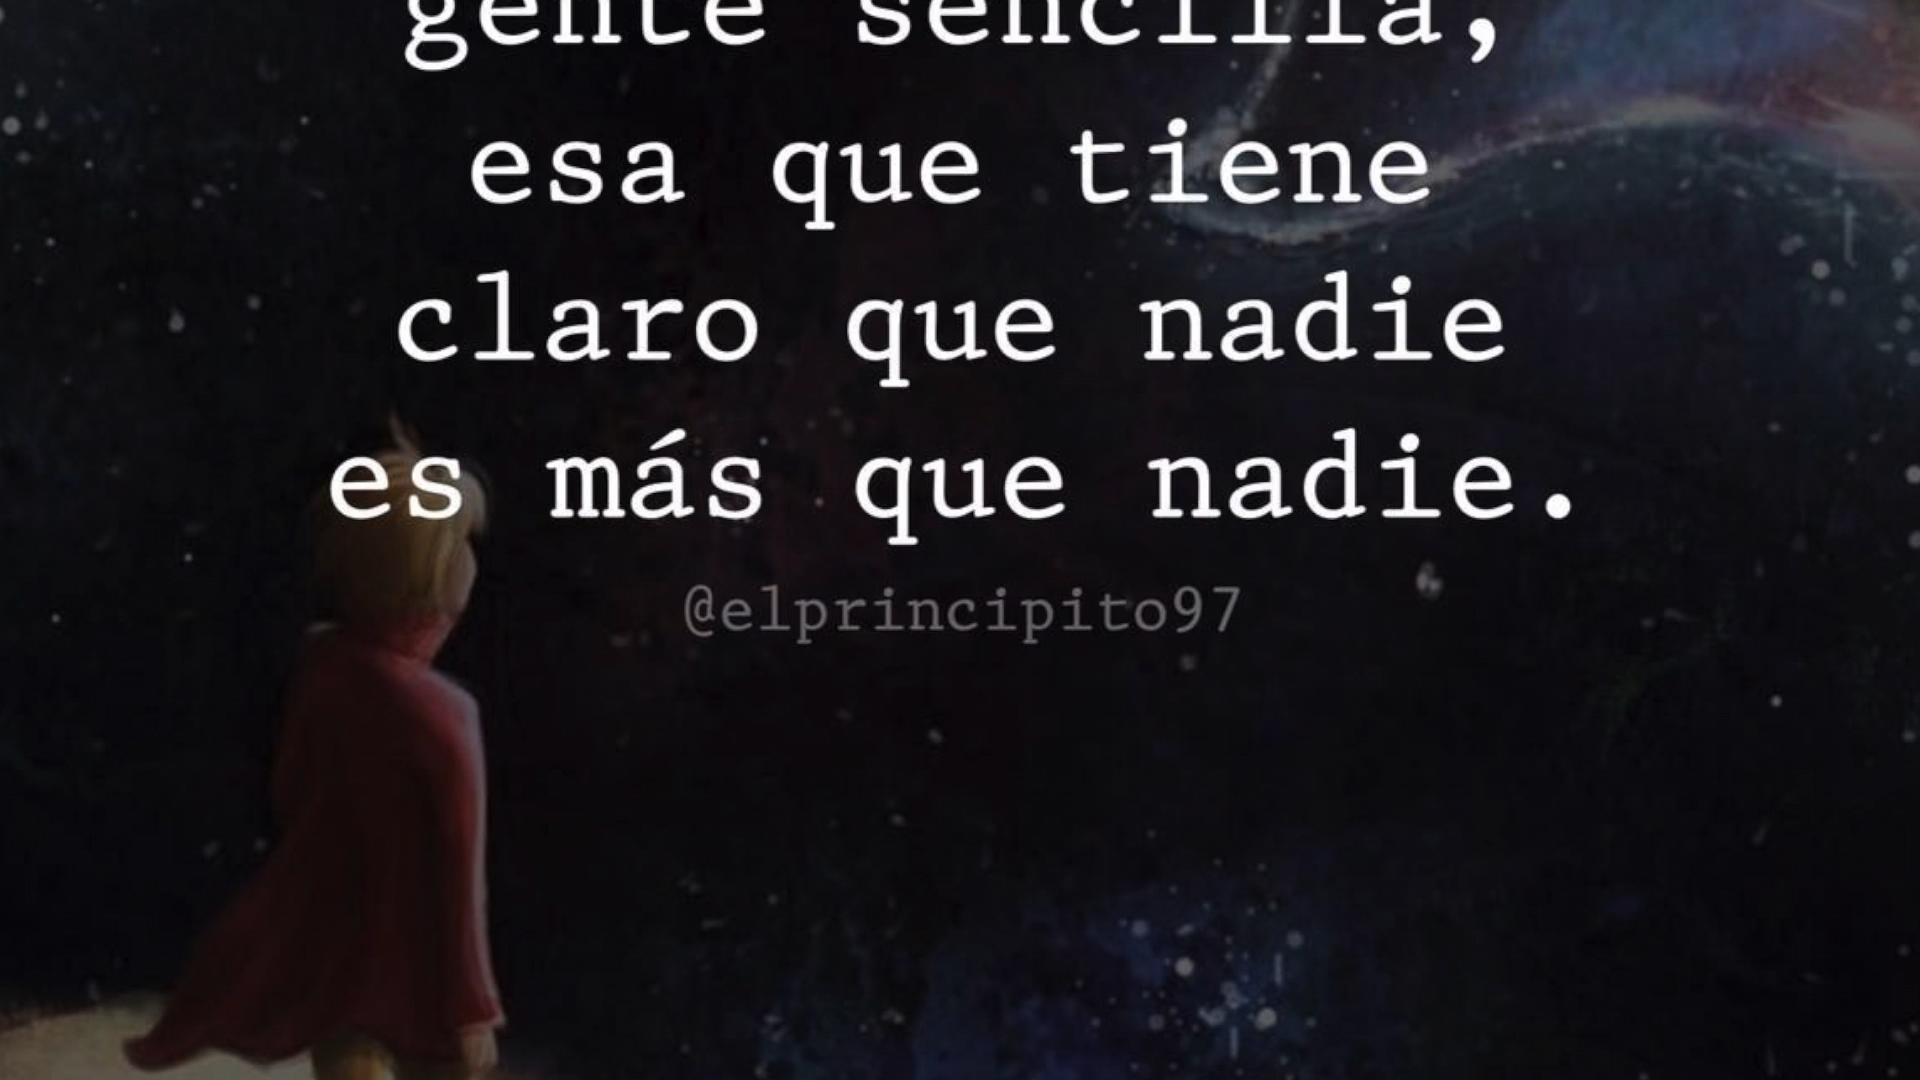 gente sencilla,
esa que tiene
claro que nadie
es más que nadie.
@elprincipito97